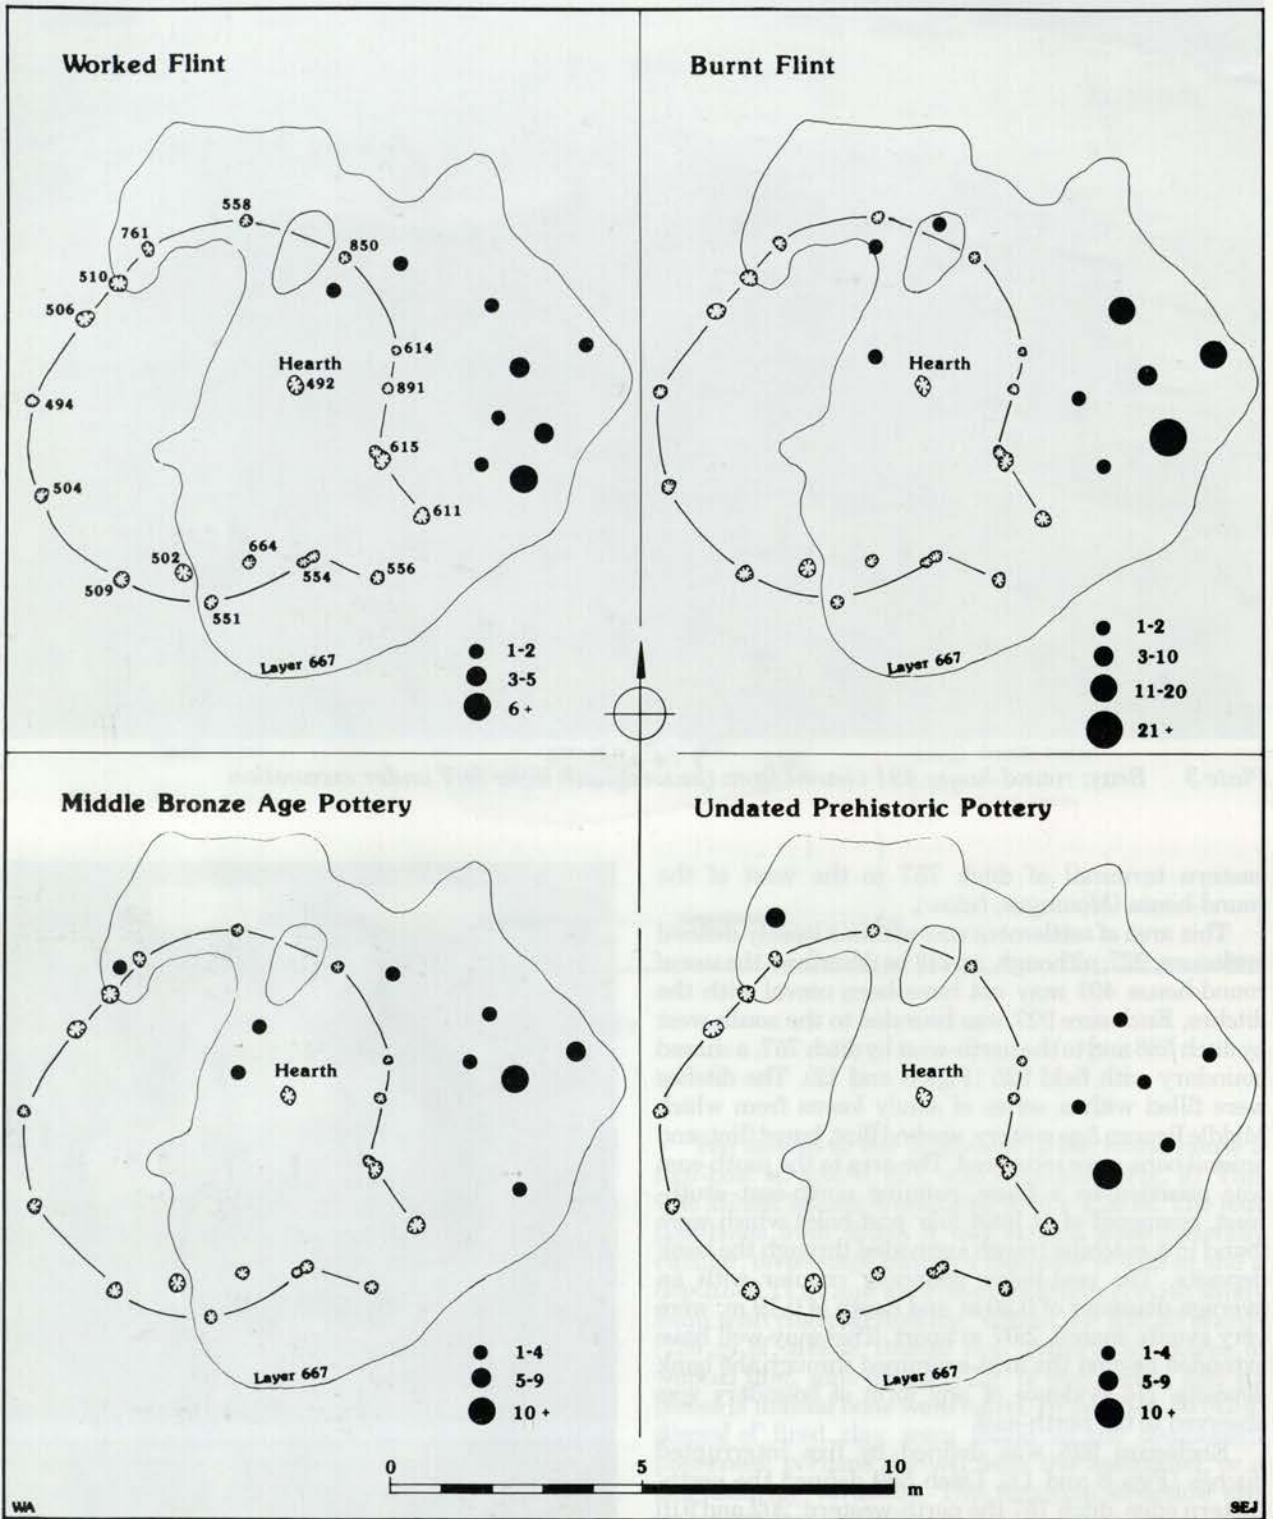 Worked Flint
558
761
850
510
506
614
Hearth
492
891
494
615
504
611
502
664
554
556
509
551
Layer 667
1-2
3-5
6+
Burnt Flint
Hearth
Layer 667
1-2
3-10
11-20
21+
Middle Bronze Age Pottery
Hearth
Layer 667
1-4
5-9
10+
Undated Prehistoric Pottery
Hearth
Layer 667
1-4
5-9
10+
0 5 10
m
WA
SEJ